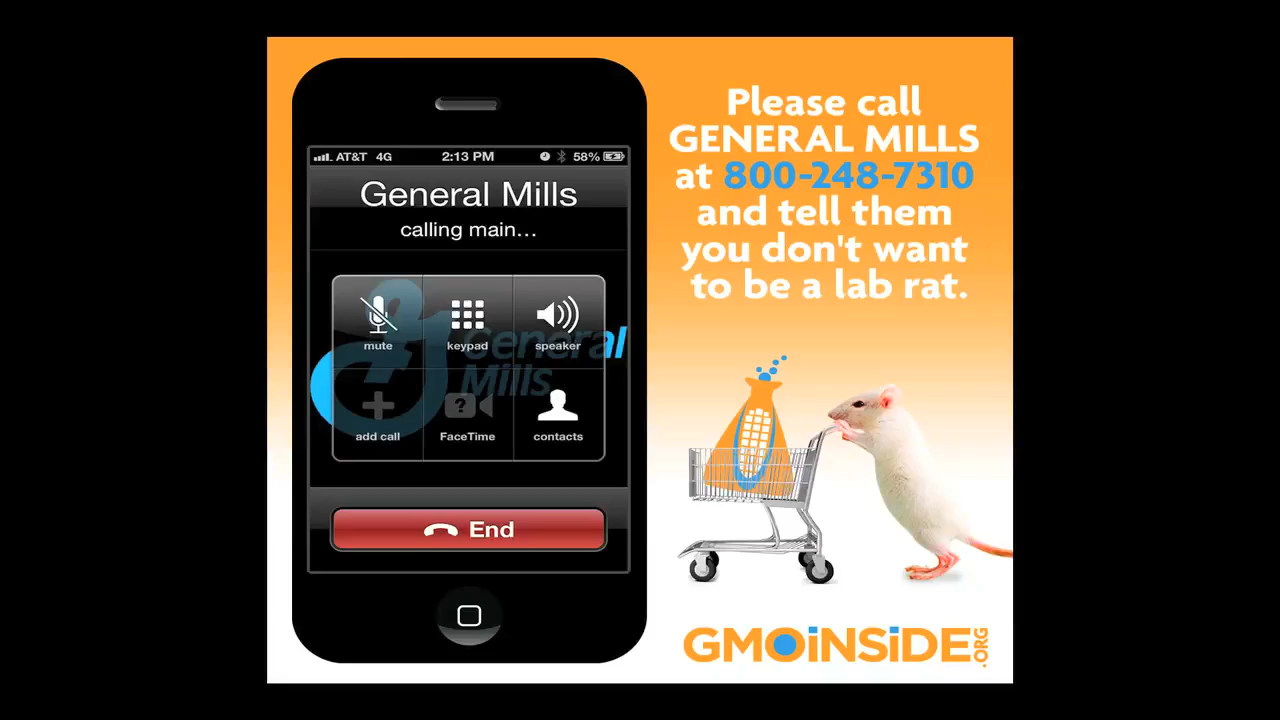 AT&T 4G 2:13 PM 58%
General Mills
calling main...
mute keypad speaker
General
Mills
add call FaceTime contacts
End
Please call
GENERAL MILLS
at 800-248-7310
and tell them
you don't want
to be a lab rat.
GMOINSIDE.ORG